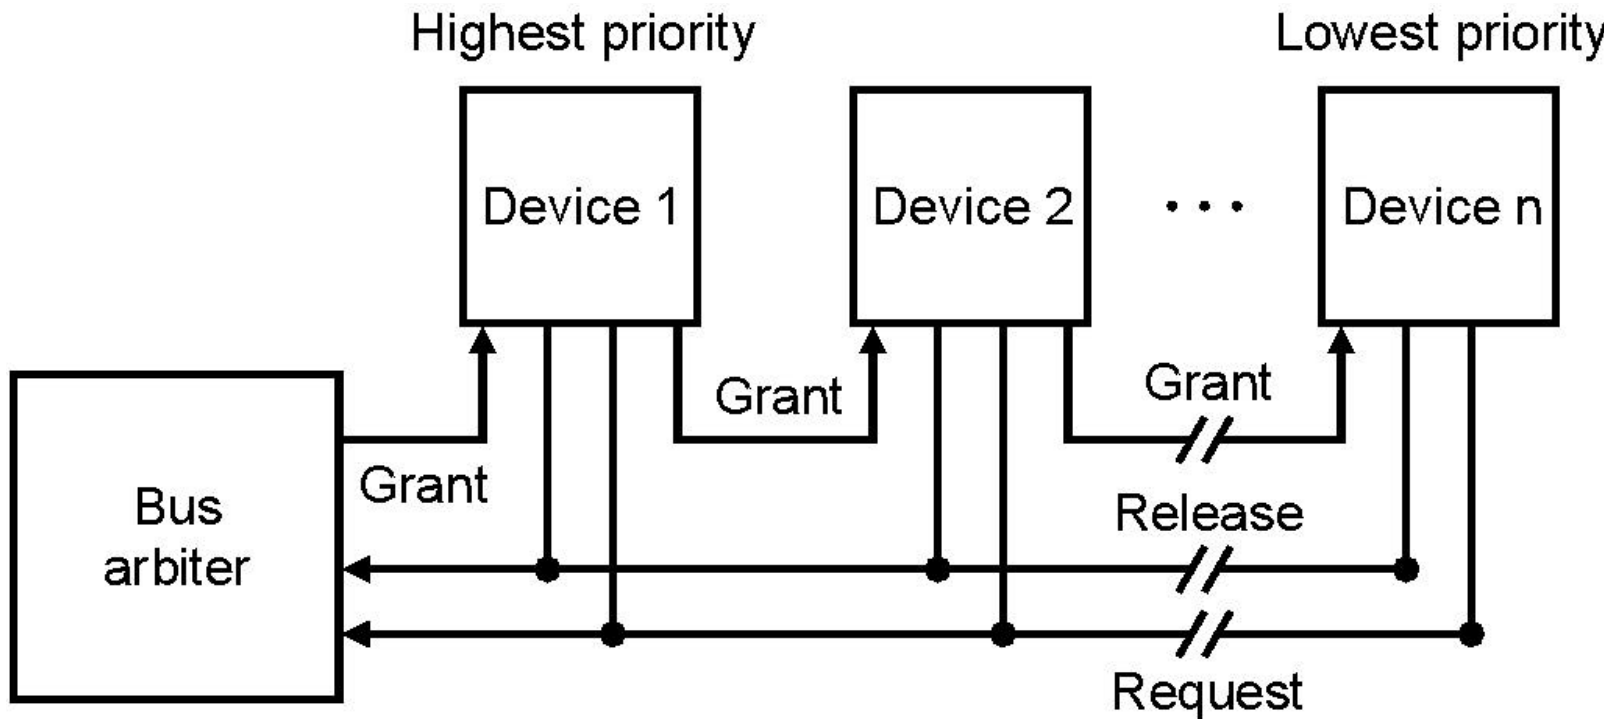 Highest priority
Lowest priority
Device 1
Device 2
...
Device n
Grant
Grant
Grant
Bus
arbiter
Release
Request